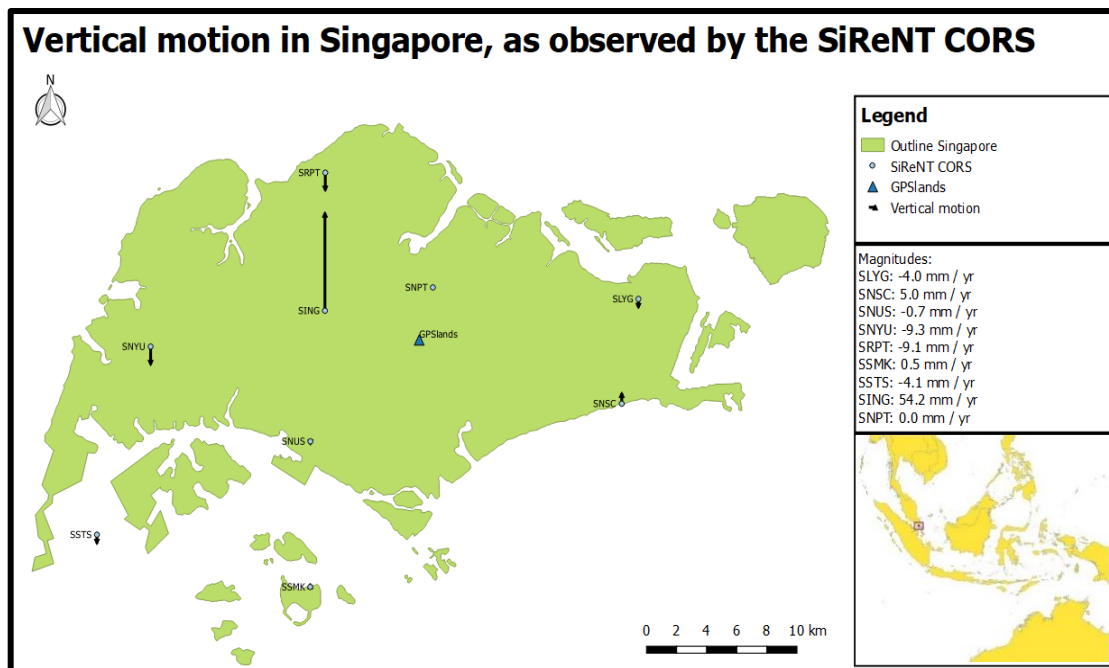 Vertical motion in Singapore, as observed by the SiReNT CORS
N
Legend
Outline Singapore
SiReNT CORS
GPSlands
Vertical motion
Magnitudes:
SLYG: -4.0 mm / yr
SNSC: 5.0 mm / yr
SNUS: -0.7 mm / yr
SNYU: -9.3 mm / yr
SRPT: -9.1 mm / yr
SSMK: 0.5 mm / yr
SSTS: -4.1 mm / yr
SING: 54.2 mm / yr
SNPT: 0.0 mm / yr
SRPT
SNPT
SLYG
SING
GPSlands
SNYU
SNSC
SNUS
SSTS
SSMK
0 2 4 6 8 10 km